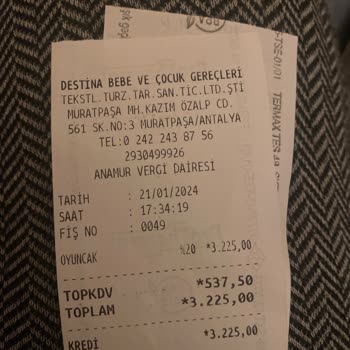 DESTİNA BEBE VE ÇOCUK GEREÇLERİ
TEKSTL.TURZ.TAR.SAN.TİC.LTD.ŞTİ
MURATPAŞA MH.KAZIM ÖZALP CD.
561 SK.NO:3 MURATPAŞA/ANTALYA
TEL:0 242 243 87 56
2930499926
ANAMUR VERGİ DAİRESİ
TARİH : 21/01/2024
SAAT : 17:34:19
FİŞ NO : 0049
OYUNCAK %20 *3.225,00
TOPKDV *537,50
TOPLAM *3.225,00
KREDİ *3.225,00